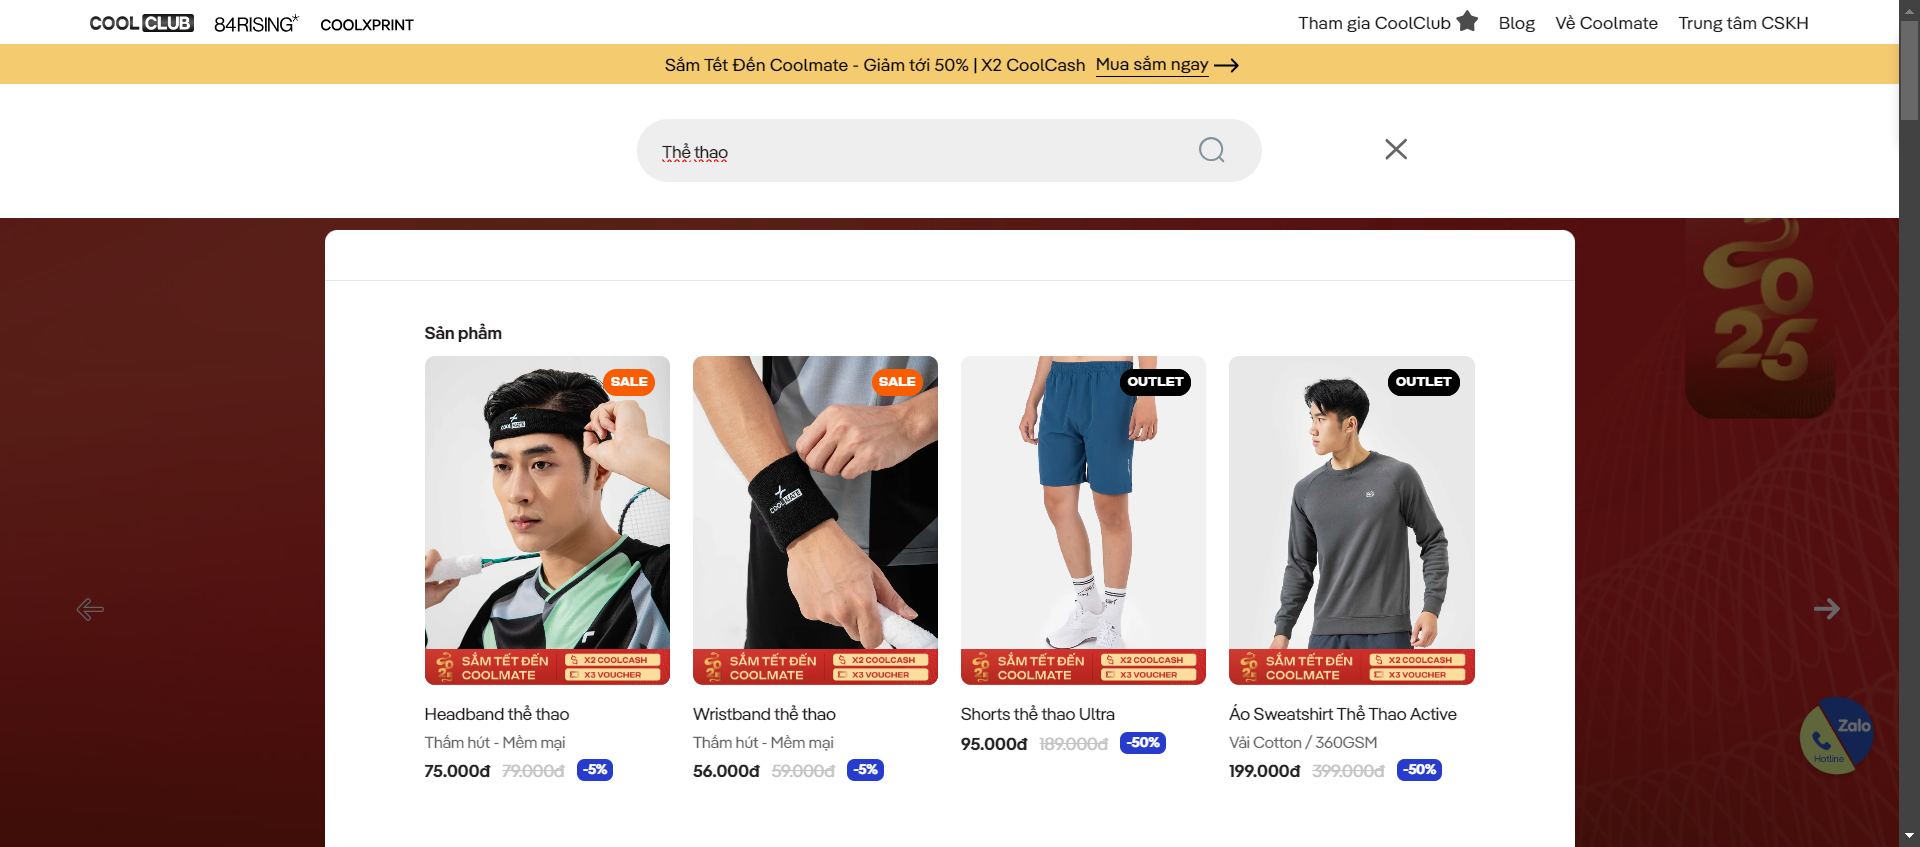 COOL CLUB
84RISING*
COOLXPRINT
Tham gia CoolClub
Blog
Về Coolmate
Trung tâm CSKH
Sắm Tết Đến Coolmate - Giảm tới 50% | X2 CoolCash Mua sắm ngay
Thể thao
2025
Sản phẩm
SALE
COOLMATE
SẮM TẾT ĐẾN
COOLMATE
X2 COOLCASH
X3 VOUCHER
Headband thể thao
Thấm hút - Mềm mại
75.000đ 79.000đ -5%
SALE
COOLMATE
SẮM TẾT ĐẾN
COOLMATE
X2 COOLCASH
X3 VOUCHER
Wristband thể thao
Thấm hút - Mềm mại
56.000đ 59.000đ -5%
OUTLET
SẮM TẾT ĐẾN
COOLMATE
X2 COOLCASH
X3 VOUCHER
Shorts thể thao Ultra
95.000đ 189.000đ -50%
OUTLET
SẮM TẾT ĐẾN
COOLMATE
X2 COOLCASH
X3 VOUCHER
Áo Sweatshirt Thể Thao Active
Vải Cotton / 360GSM
199.000đ 399.000đ -50%
Zalo
Hotline